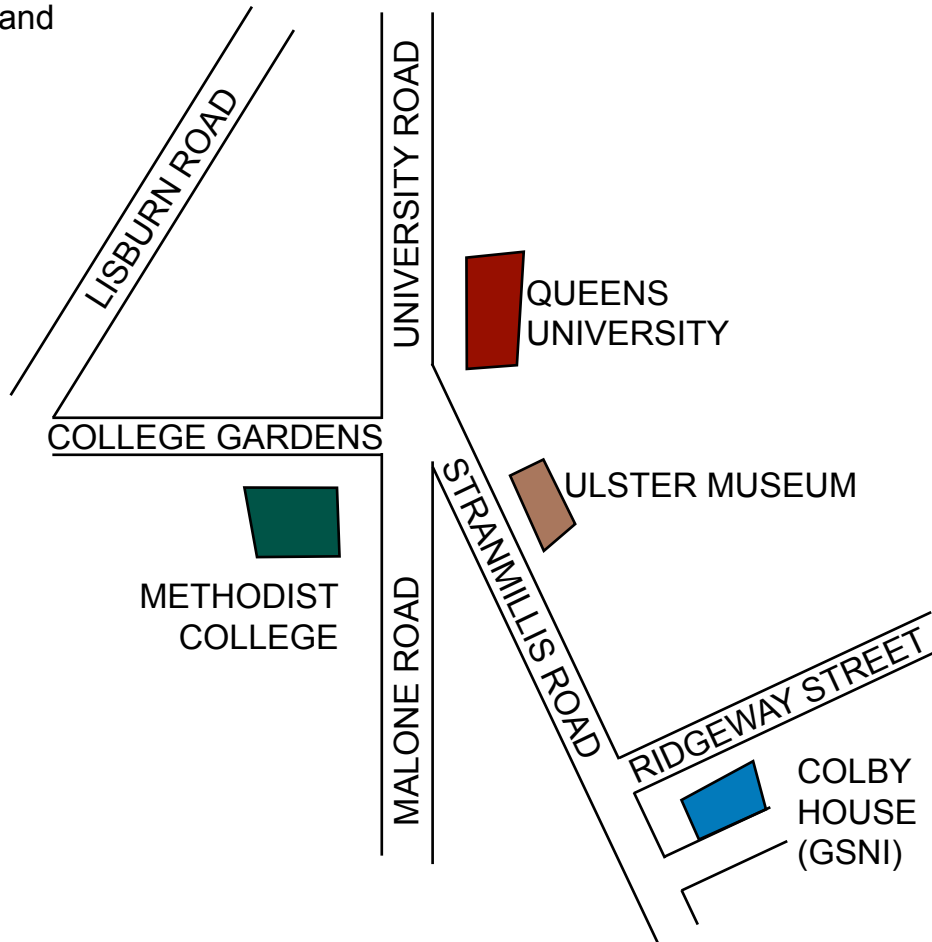 and
LISBURN ROAD
UNIVERSITY ROAD
QUEENS
UNIVERSITY
COLLEGE GARDENS
STRANMILLIS ROAD
ULSTER MUSEUM
METHODIST
COLLEGE
MALONE ROAD
RIDGEWAY STREET
COLBY
HOUSE
(GSNI)